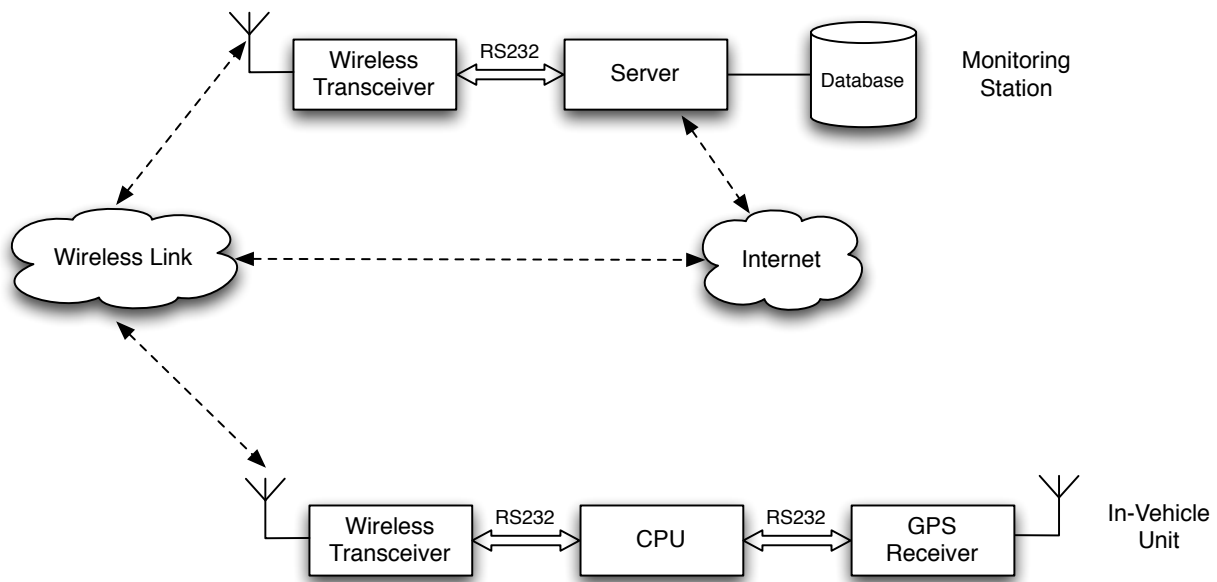 Wireless
Transceiver
RS232
Server
Database
Monitoring
Station
Wireless Link
Internet
Wireless
Transceiver
RS232
CPU
RS232
GPS
Receiver
In-Vehicle
Unit